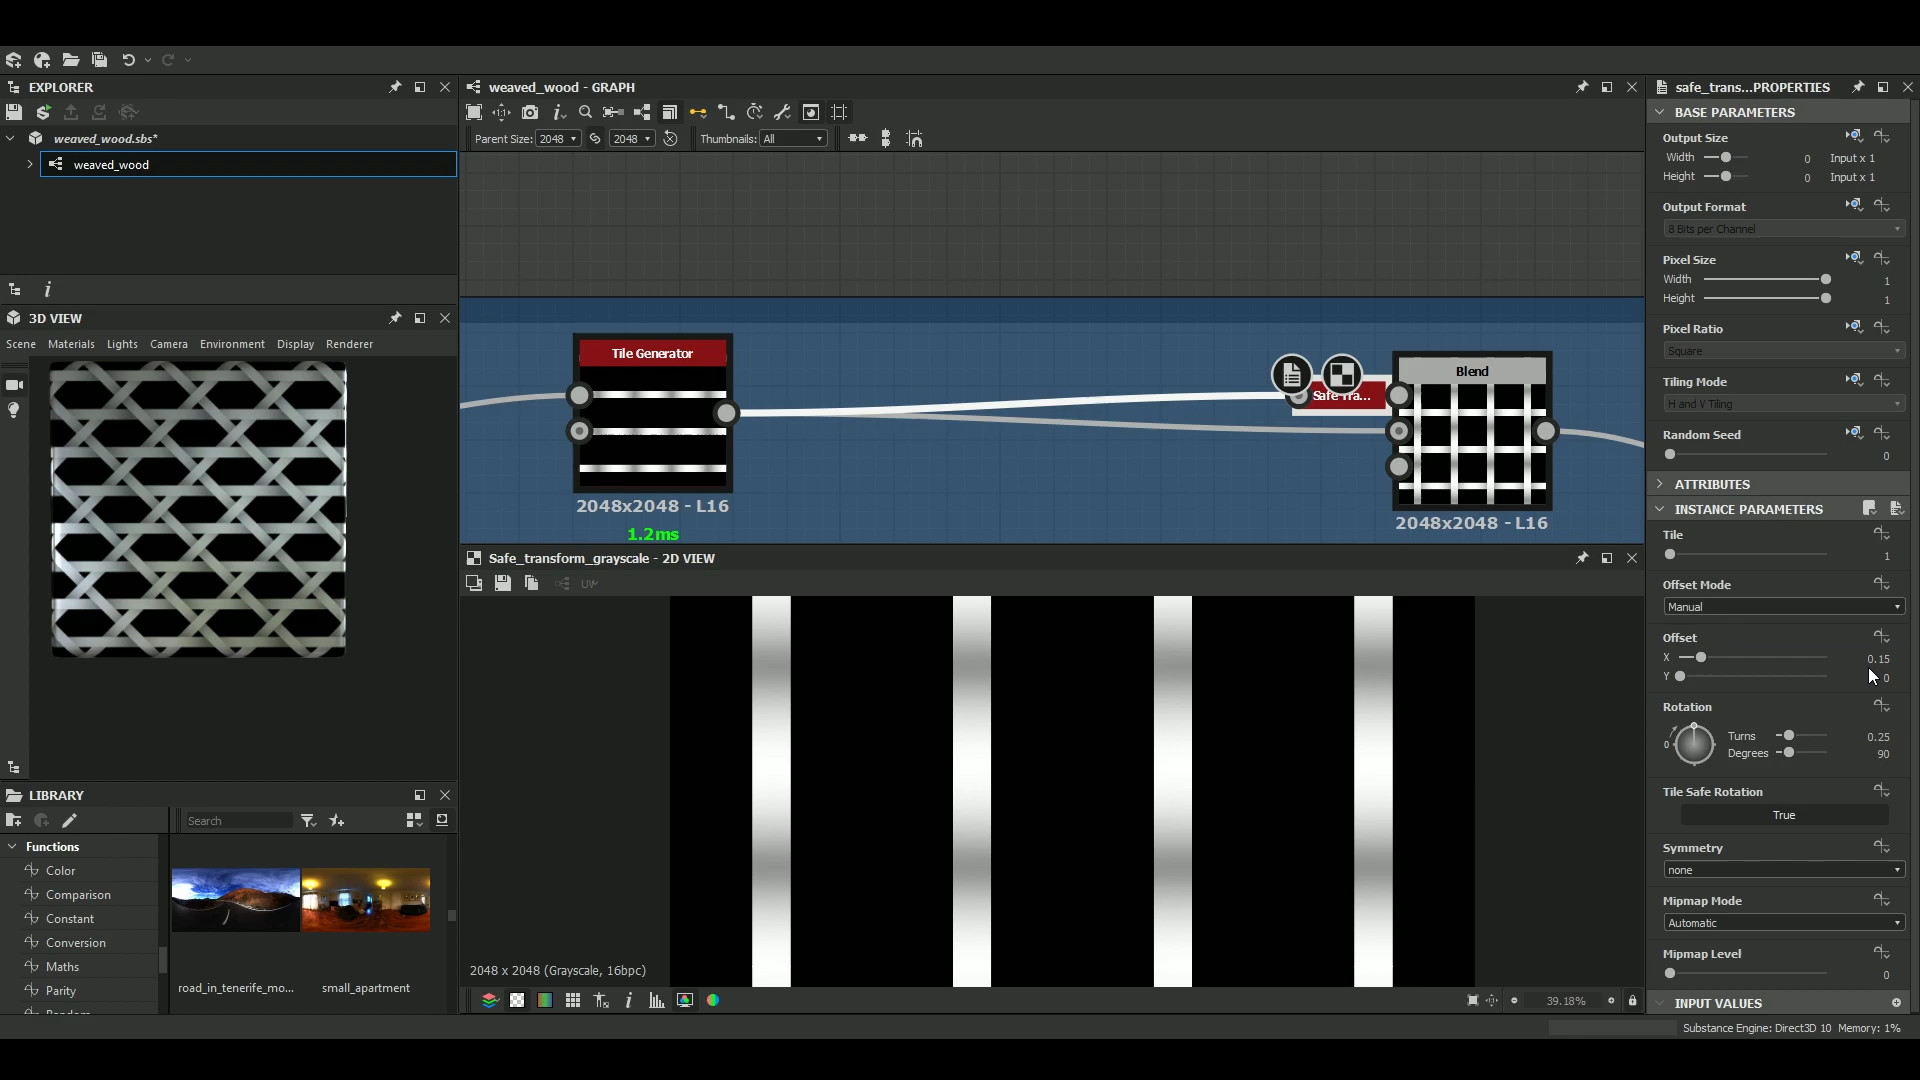 EXPLORER
weaved_wood.sbs*
weaved_wood
3D VIEW
Scene Materials Lights Camera Environment Display Renderer
LIBRARY
Search
Functions
Color
Comparison
Constant
Conversion
Maths
Parity
road_in_tenerife_mo...
small_apartment
weaved_wood - GRAPH
Parent Size: 2048 2048 Thumbnails: All
Tile Generator
2048x2048 - L16
1.2ms
Safe Tra...
Blend
2048x2048 - L16
Safe_transform_grayscale - 2D VIEW
UV
2048 x 2048 (Grayscale, 16bpc)
39.18%
safe_trans...PROPERTIES
BASE PARAMETERS
Output Size
Width 0 Input x 1
Height 0 Input x 1
Output Format
8 Bits per Channel
Pixel Size
Width 1
Height 1
Pixel Ratio
Square
Tiling Mode
H and V Tiling
Random Seed
0
ATTRIBUTES
INSTANCE PARAMETERS
Tile
1
Offset Mode
Manual
Offset
X 0.15
Y 0
Rotation
0 Turns 0.25
Degrees 90
Tile Safe Rotation
True
Symmetry
none
Mipmap Mode
Automatic
Mipmap Level
0
INPUT VALUES
Substance Engine: Direct3D 10 Memory: 1%